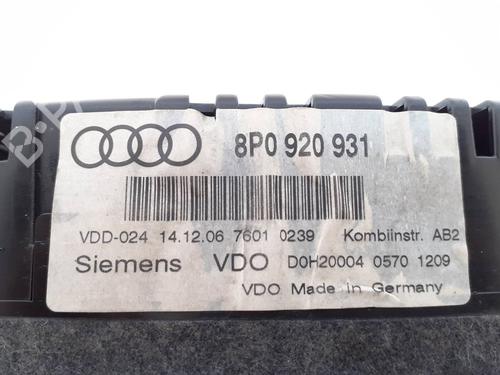 8P0 920 931
VDD-024 14.12.06 7601 0239 Kombiinstr. AB2
Siemens VDO D0H20004 0570 1209
VDO Made in Germany